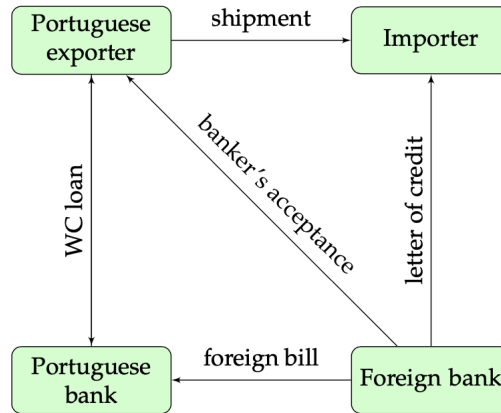 Portuguese
exporter
shipment
Importer
banker's acceptance
WC loan
letter of credit
Portuguese
bank
foreign bill
Foreign bank